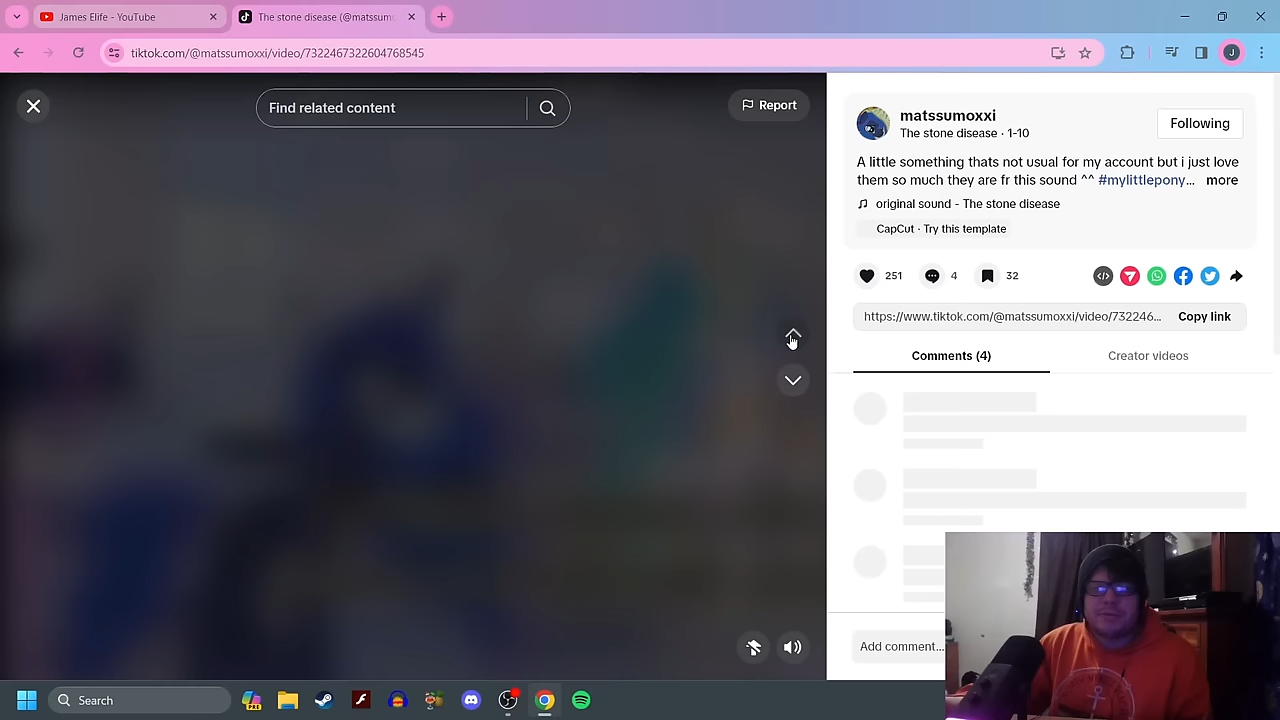 James Elife - YouTube
The stone disease (@matssumo
tiktok.com/@matssumoxxi/video/7322467322604768545
J
Find related content
Report
matssumoxxi
The stone disease · 1-10
Following
A little something thats not usual for my account but i just love
them so much they are fr this sound ^^ #mylittlepony... more
original sound - The stone disease
CapCut · Try this template
251
4
32
https://www.tiktok.com/@matssumoxxi/video/732246...
Copy link
Comments (4)
Creator videos
Add comment...
Search
PRE